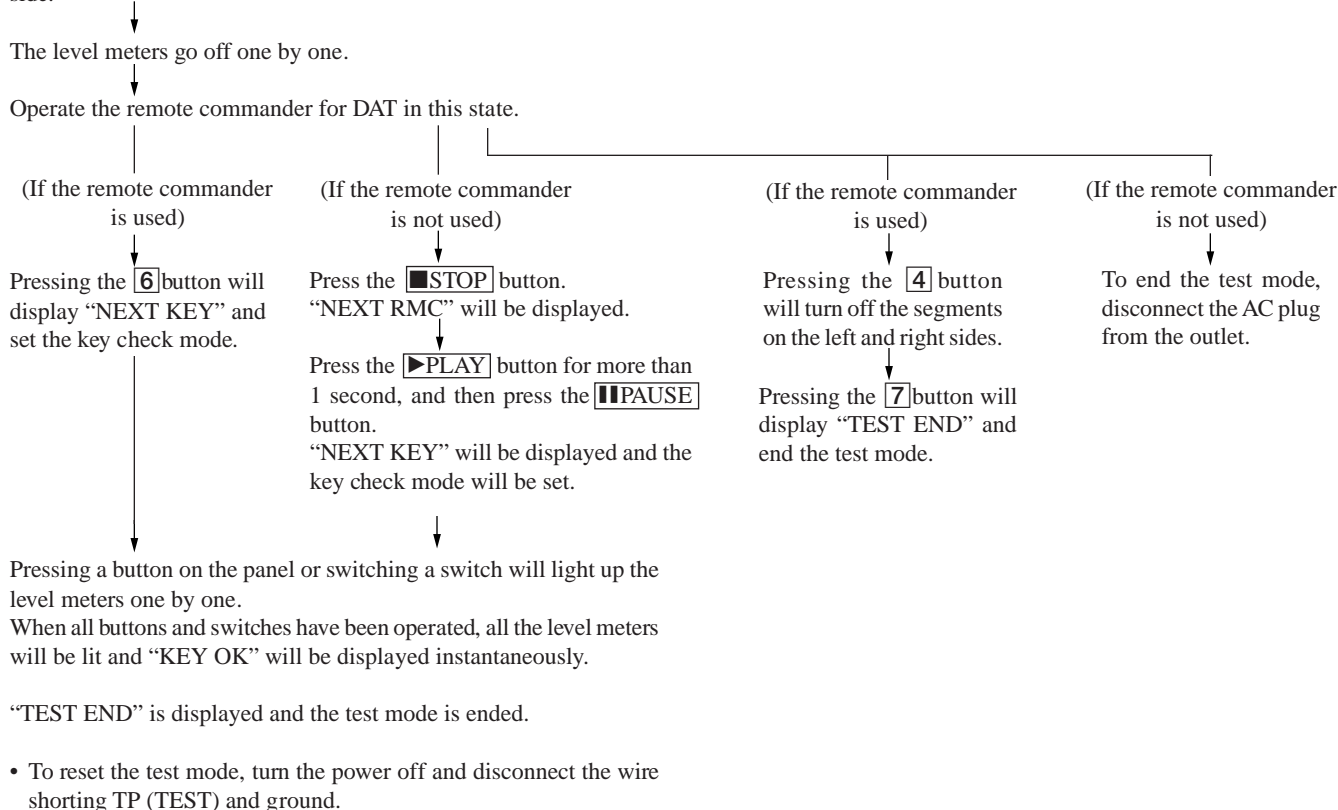 side.
The level meters go off one by one.
Operate the remote commander for DAT in this state.
(If the remote commander
is used)
Pressing the 6 button will
display “NEXT KEY” and
set the key check mode.
(If the remote commander
is not used)
Press the ■STOP button.
“NEXT RMC” will be displayed.
Press the ▶PLAY button for more than
1 second, and then press the ▮▮PAUSE
button.
“NEXT KEY” will be displayed and the
key check mode will be set.
(If the remote commander
is used)
Pressing the 4 button
will turn off the segments
on the left and right sides.
Pressing the 7 button will
display “TEST END” and
end the test mode.
(If the remote commander
is not used)
To end the test mode,
disconnect the AC plug
from the outlet.
Pressing a button on the panel or switching a switch will light up the
level meters one by one.
When all buttons and switches have been operated, all the level meters
will be lit and “KEY OK” will be displayed instantaneously.
“TEST END” is displayed and the test mode is ended.
• To reset the test mode, turn the power off and disconnect the wire
shorting TP (TEST) and ground.